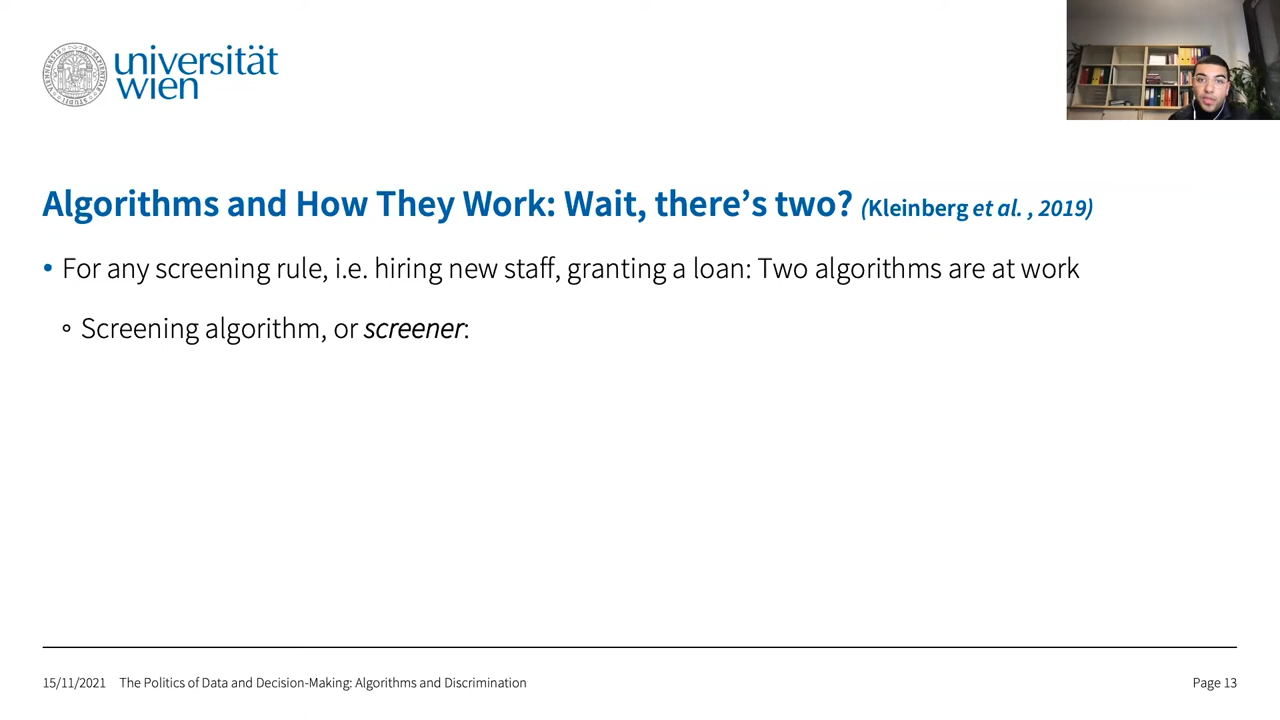 universität
wien
Algorithms and How They Work: Wait, there’s two? (Kleinberg et al. , 2019)
• For any screening rule, i.e. hiring new staff, granting a loan: Two algorithms are at work
∘ Screening algorithm, or screener:
15/11/2021 The Politics of Data and Decision-Making: Algorithms and Discrimination Page 13